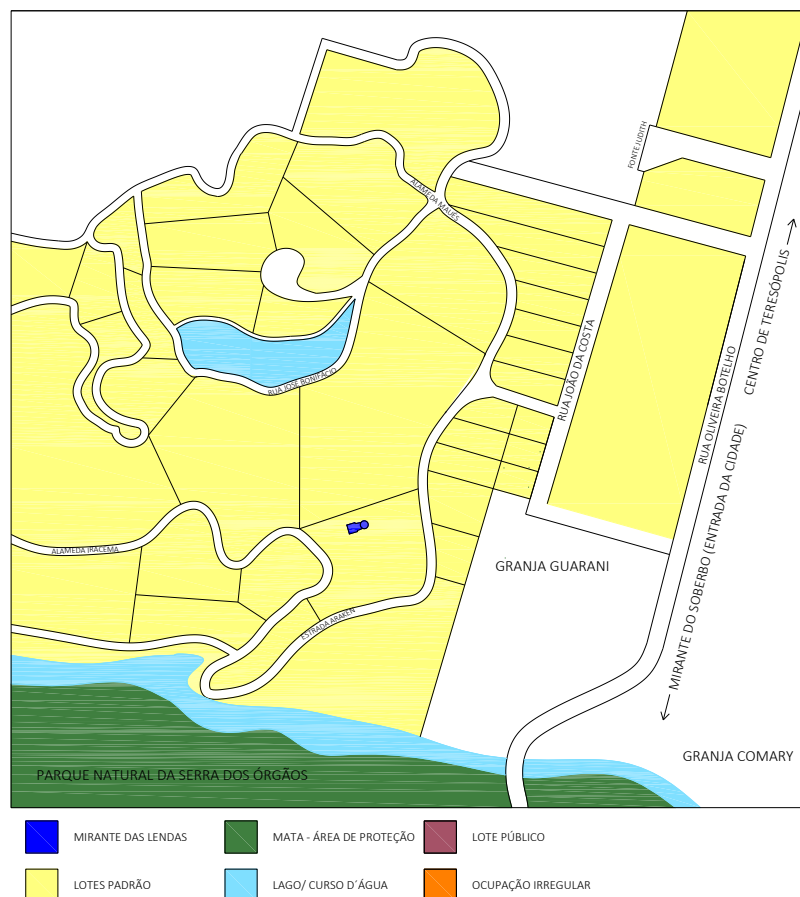 FONTE JUDITH
ALAMEDA MAUÉS
CENTRO DE TERESÓPOLIS
RUA JOÃO DA COSTA
RUA OLIVEIRA BOTELHO
RUA JOSÉ BONIFÁCIO
MIRANTE DO SOBERBO (ENTRADA DA CIDADE)
ALAMEDA IRACEMA
GRANJA GUARANI
ESTRADA ARAKEN
GRANJA COMARY
PARQUE NATURAL DA SERRA DOS ÓRGÃOS
MIRANTE DAS LENDAS
MATA - ÁREA DE PROTEÇÃO
LOTE PÚBLICO
LOTES PADRÃO
LAGO/ CURSO D´ÁGUA
OCUPAÇÃO IRREGULAR